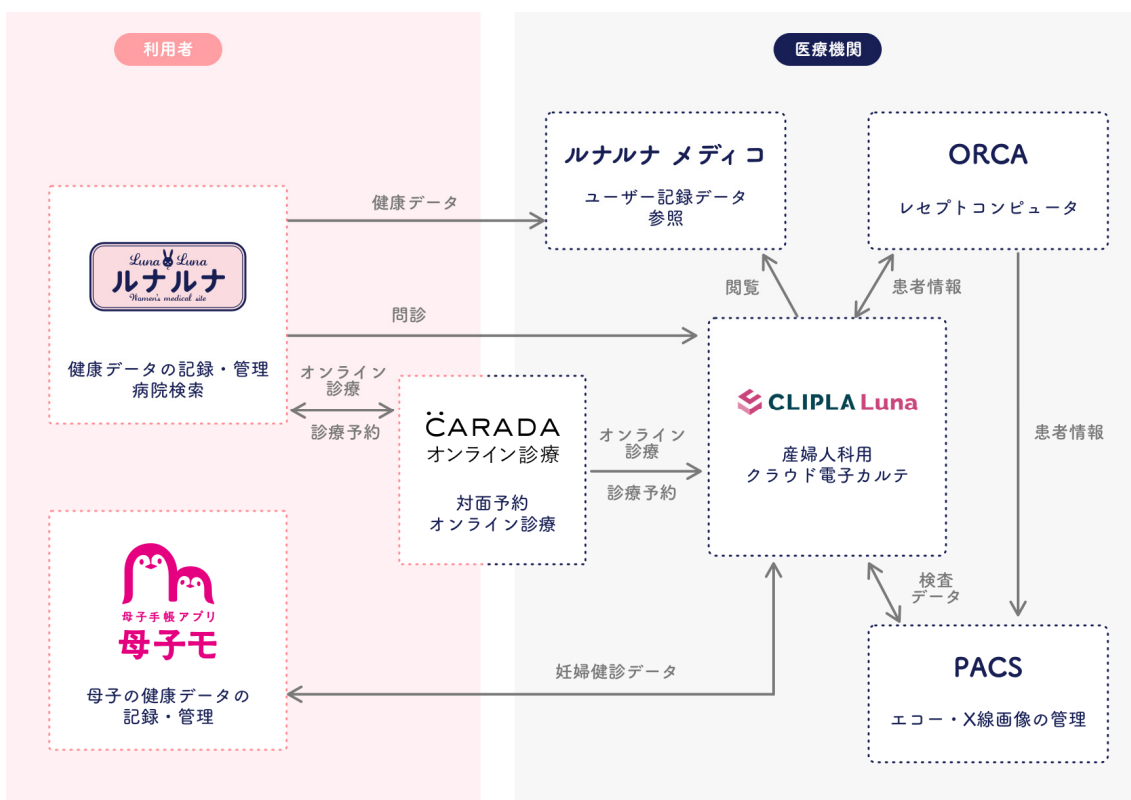 利用者
医療機関
ルナルナ メディコ
ユーザー記録データ
参照
ORCA
レセプトコンピュータ
健康データ
Luna Luna
ルナルナ
Women's medical site
健康データの記録・管理
病院検索
閲覧
患者情報
問診
オンライン
診療
診療予約
CARADA
オンライン診療
対面予約
オンライン診療
オンライン
診療
診療予約
CLIPLA Luna
産婦人科用
クラウド電子カルテ
患者情報
母子手帳アプリ
母子モ
母子の健康データの
記録・管理
妊婦健診データ
検査
データ
PACS
エコー・X線画像の管理